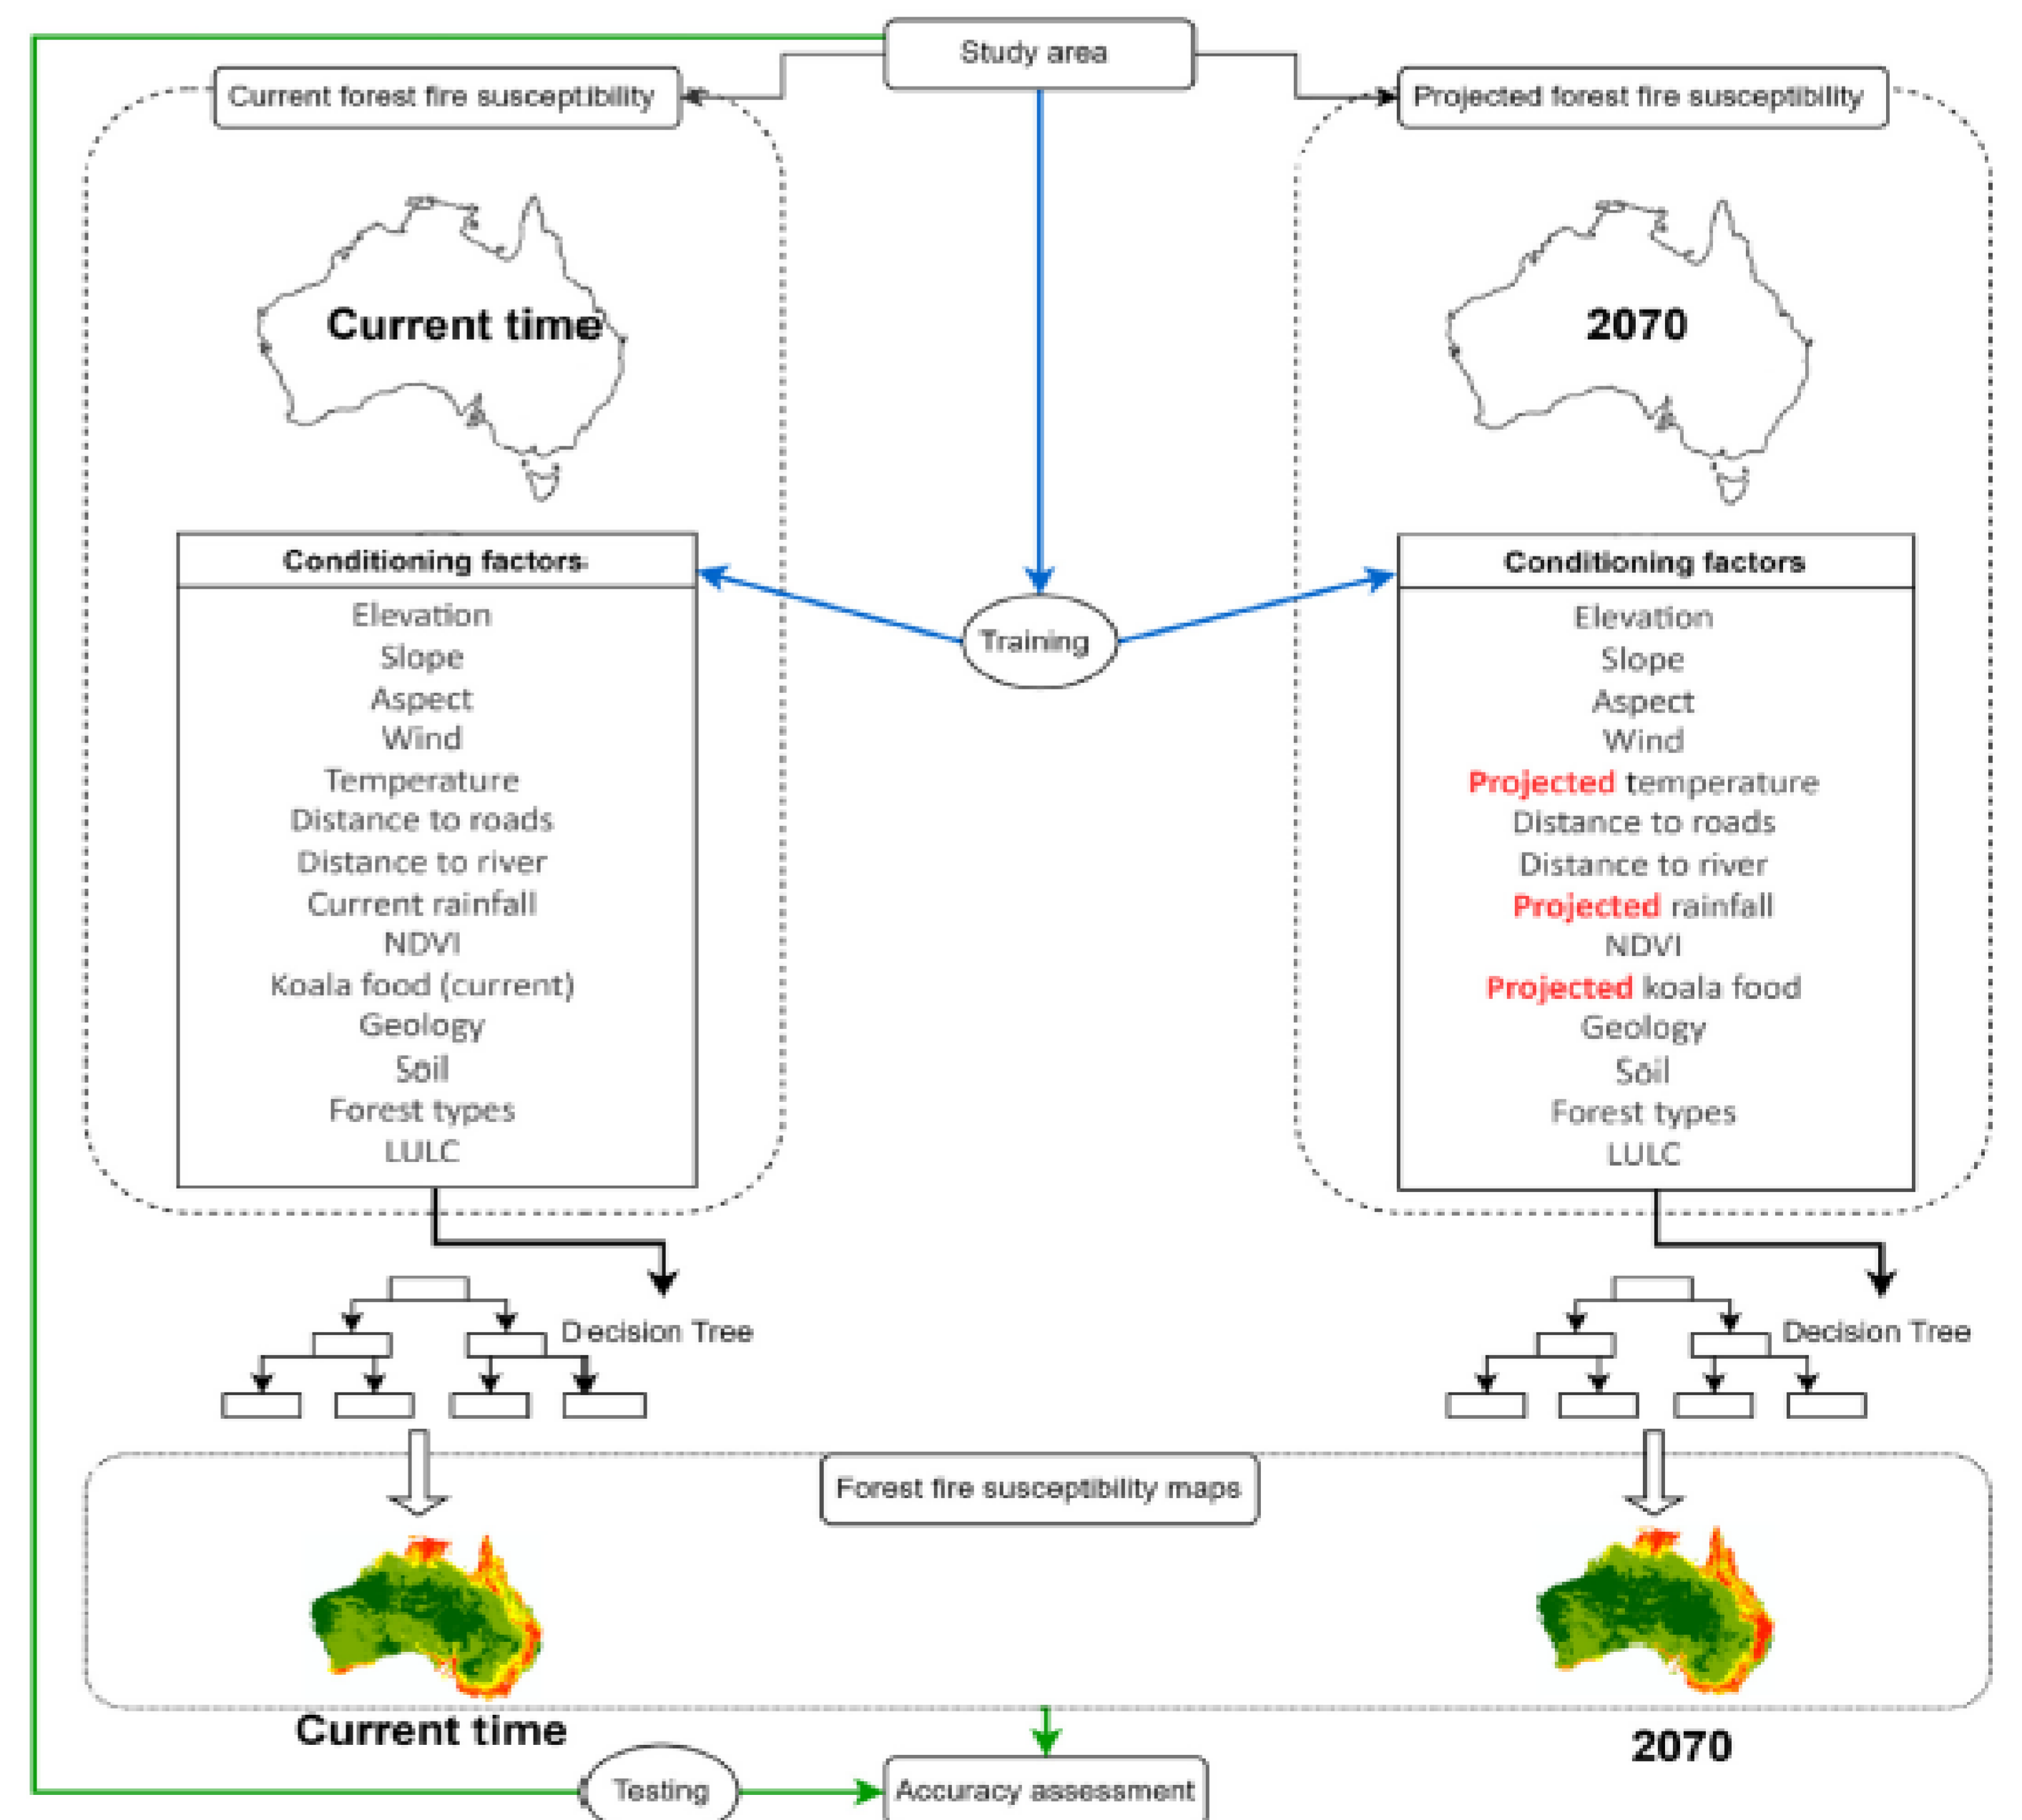 Study area
Current forest fire susceptibility
Projected forest fire susceptibility
Current time
2070
Conditioning factors
Elevation
Slope
Aspect
Wind
Temperature
Distance to roads
Distance to river
Current rainfall
NDVI
Koala food (current)
Geology
Soil
Forest types
LULC
Training
Conditioning factors
Elevation
Slope
Aspect
Wind
Projected temperature
Distance to roads
Distance to river
Projected rainfall
NDVI
Projected koala food
Geology
Soil
Forest types
LULC
Decision Tree
Decision Tree
Forest fire susceptibility maps
Current time
2070
Testing
Accuracy assessment